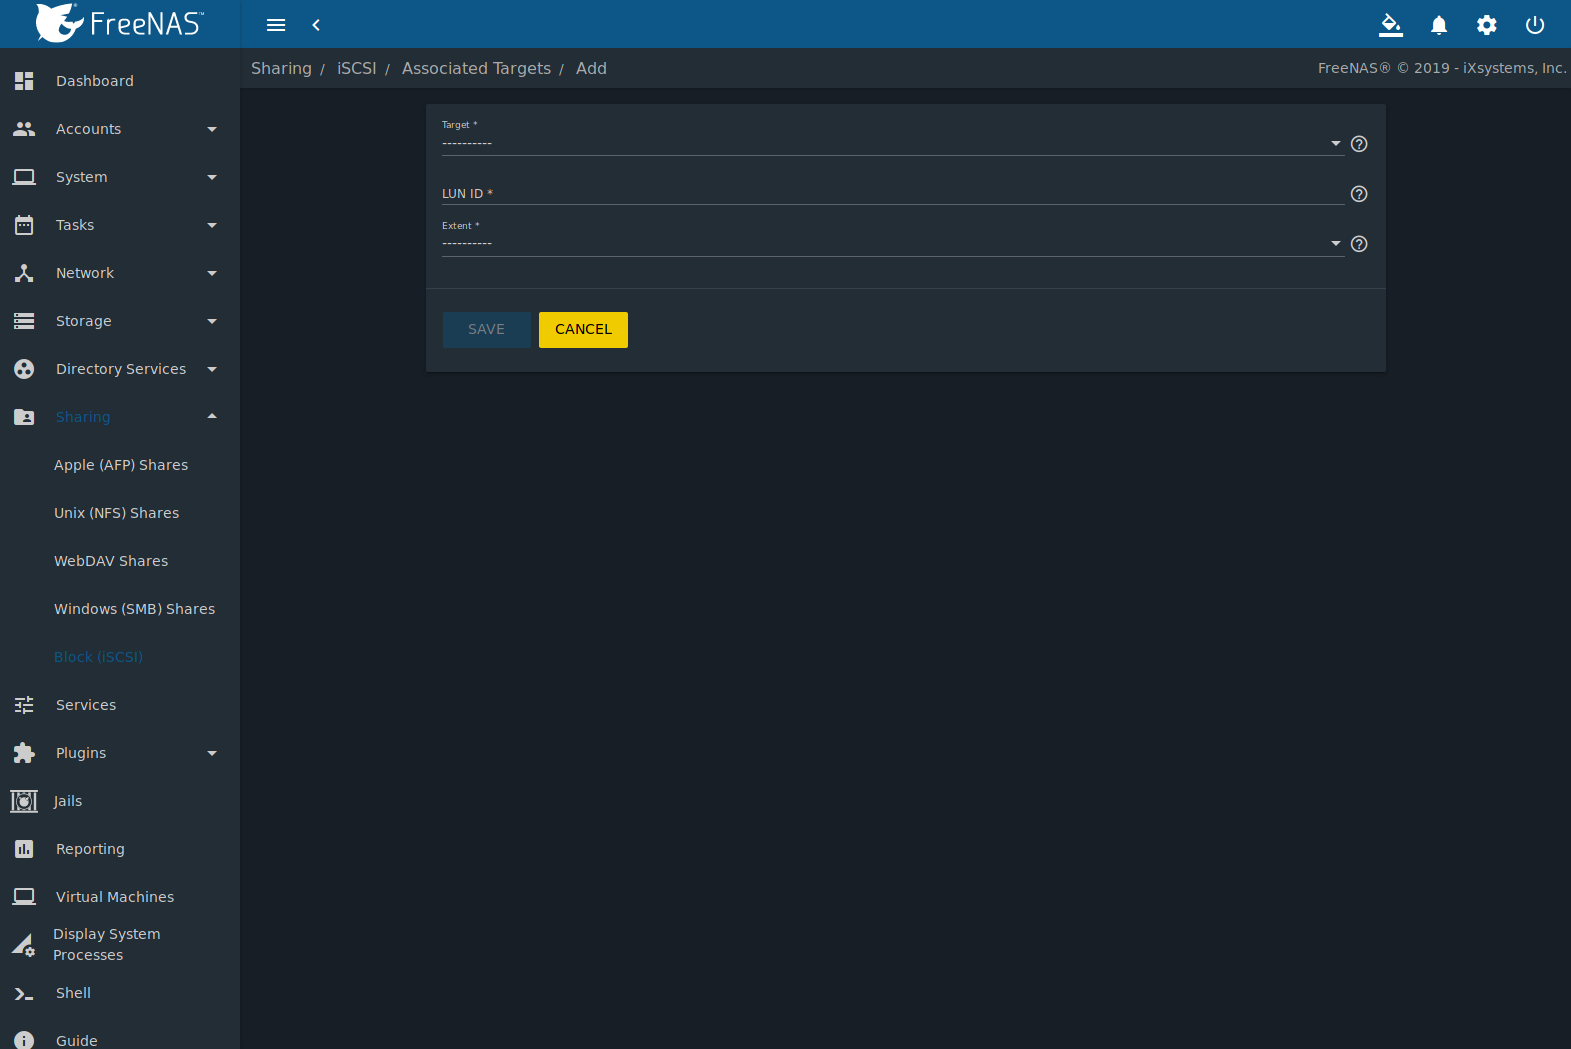 FreeNAS™
Sharing / iSCSI / Associated Targets / Add
FreeNAS® © 2019 - iXsystems, Inc.
Dashboard
Accounts
System
Tasks
Network
Storage
Directory Services
Sharing
Apple (AFP) Shares
Unix (NFS) Shares
WebDAV Shares
Windows (SMB) Shares
Block (iSCSI)
Services
Plugins
Jails
Reporting
Virtual Machines
Display System
Processes
Shell
Guide
Target *
----------
LUN ID *
Extent *
----------
SAVE
CANCEL